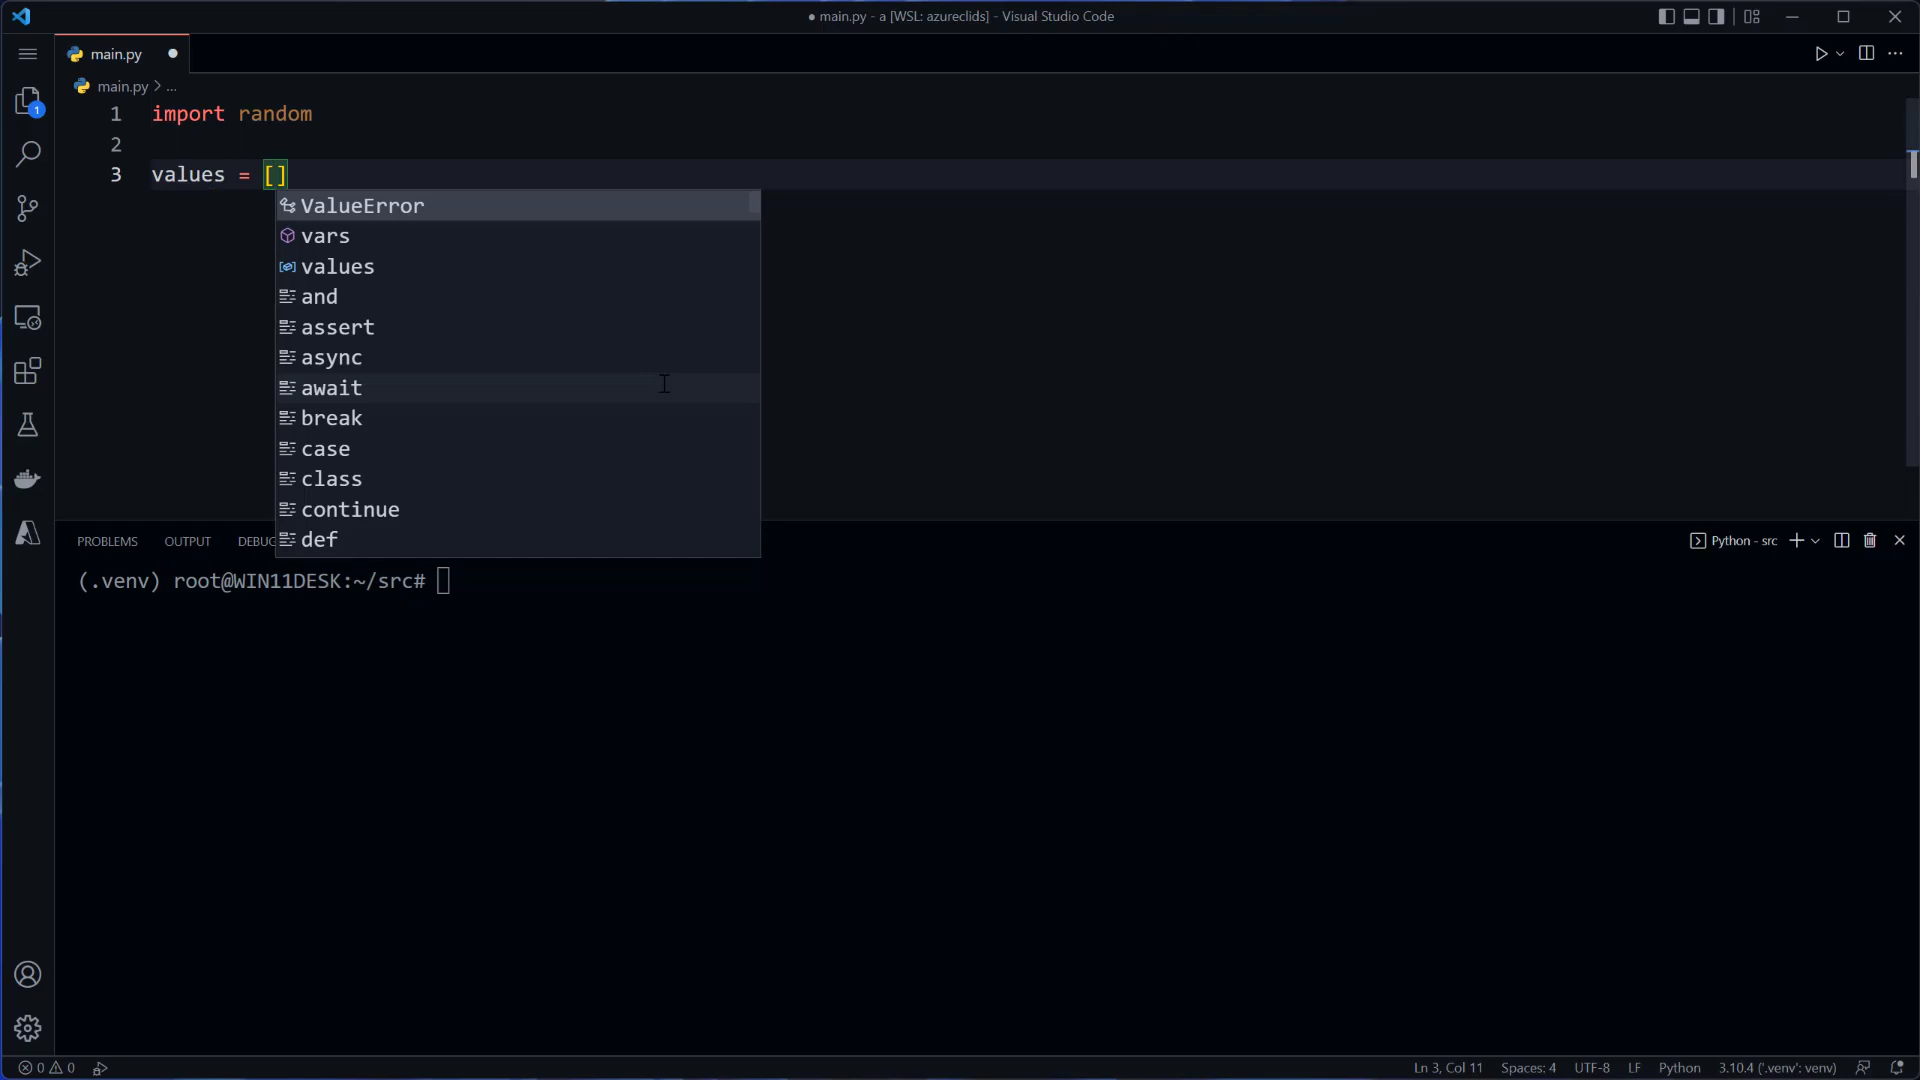 ● main.py - a [WSL: azureclids] - Visual Studio Code
main.py
main.py > ...
1 import random
2
3 values = []
ValueError
vars
values
and
assert
async
await
break
case
class
continue
def
1
PROBLEMS OUTPUT DEBUG
Python - src
(.venv) root@WIN11DESK:~/src#
0 0
Ln 3, Col 11 Spaces: 4 UTF-8 LF Python 3.10.4 ('.venv': venv)